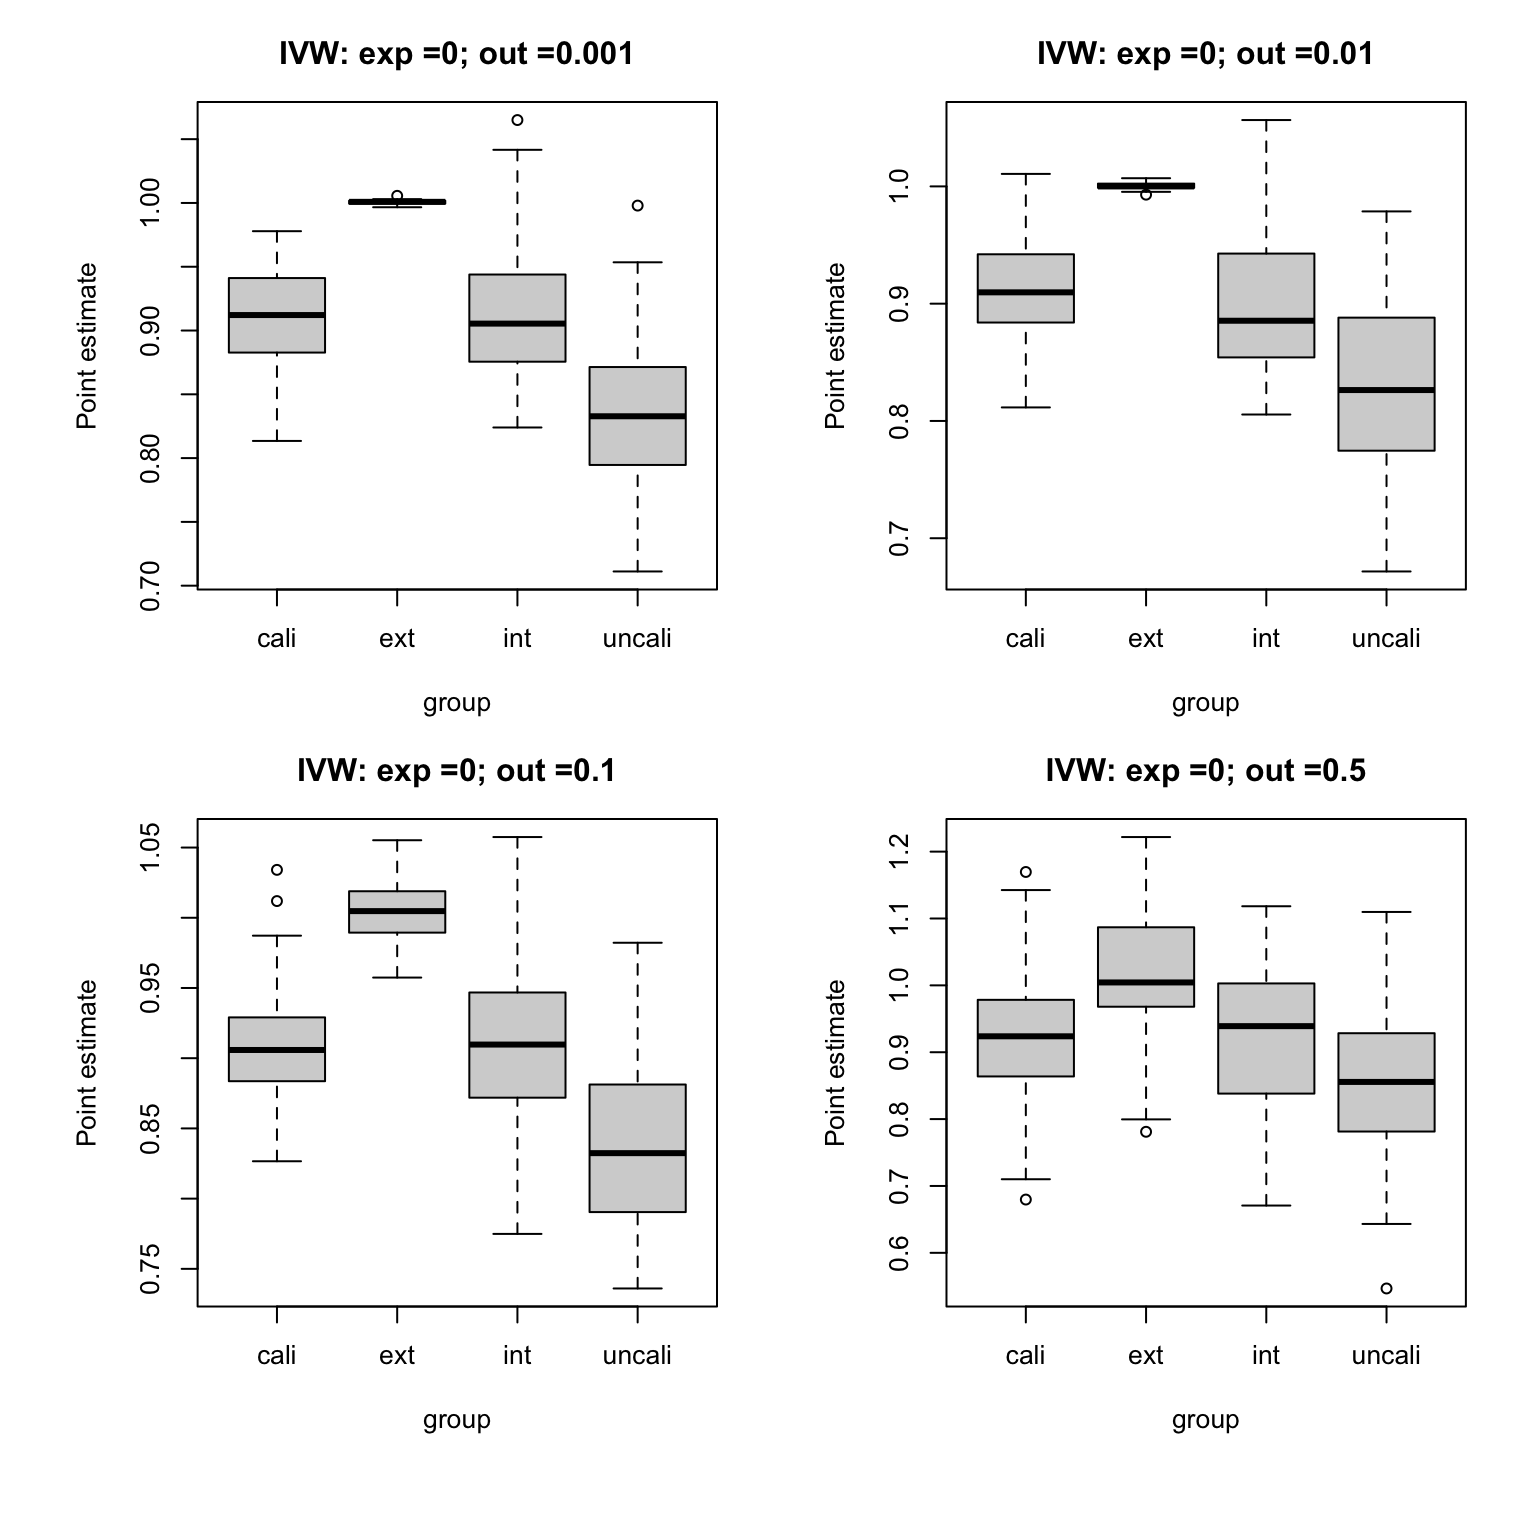 IVW: exp =0; out =0.001
Point estimate
1.00
0.90
0.80
0.70
cali ext int uncali
group
IVW: exp =0; out =0.01
Point estimate
1.0
0.9
0.8
0.7
cali ext int uncali
group
IVW: exp =0; out =0.1
Point estimate
1.05
0.95
0.85
0.75
cali ext int uncali
group
IVW: exp =0; out =0.5
Point estimate
1.2
1.1
1.0
0.9
0.8
0.7
0.6
cali ext int uncali
group